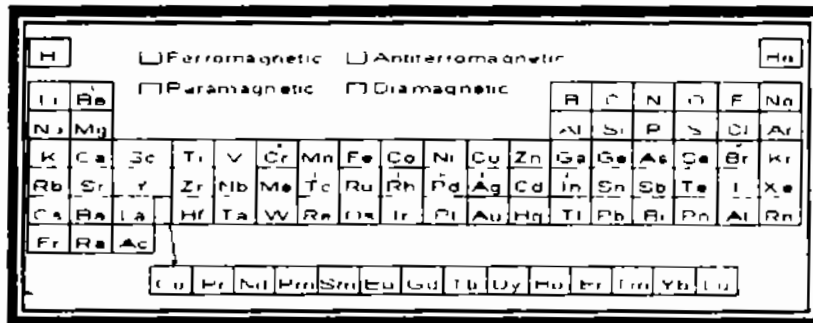 H Ferromagnetic Antiferromagnetic He
Paramagnetic Diamagnetic
Li Be B C N O F Ne
Na Mg Al Si P S Cl Ar
K Ca Sc Ti V Cr Mn Fe Co Ni Cu Zn Ga Ge As Se Br Kr
Rb Sr Y Zr Nb Mo Tc Ru Rh Pd Ag Cd In Sn Sb Te I Xe
Cs Ba La Hf Ta W Re Os Ir Pt Au Hg Tl Pb Bi Po At Rn
Fr Ra Ac
Ce Pr Nd Pm Sm Eu Gd Tb Dy Ho Er Tm Yb Lu